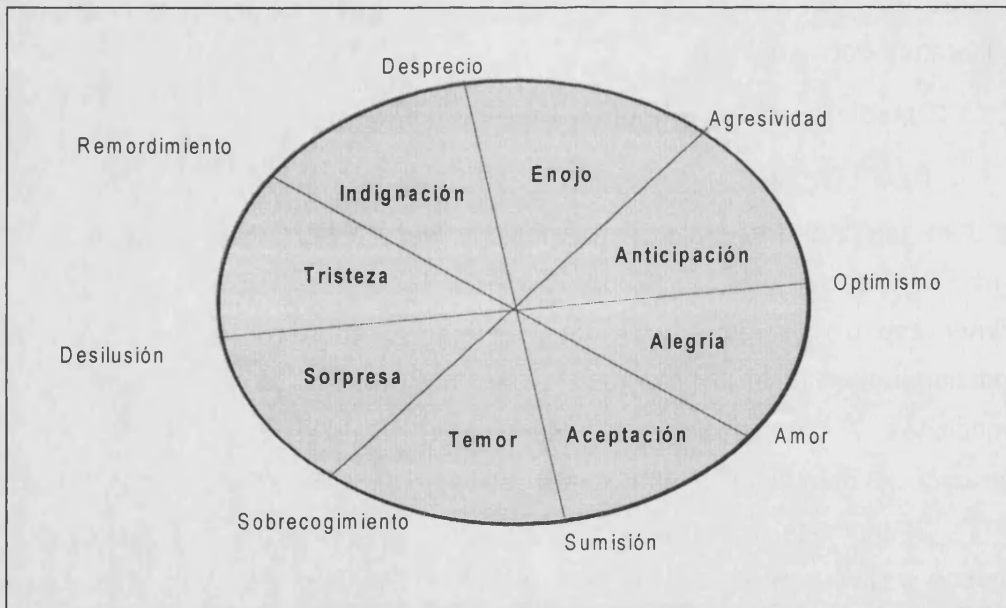 Desprecio
Agresividad
Remordimiento
Enojo
Indignación
Anticipación
Tristeza
Optimismo
Alegría
Desilusión
Sorpresa
Temor
Aceptación
Amor
Sobrecogimiento
Sumisión